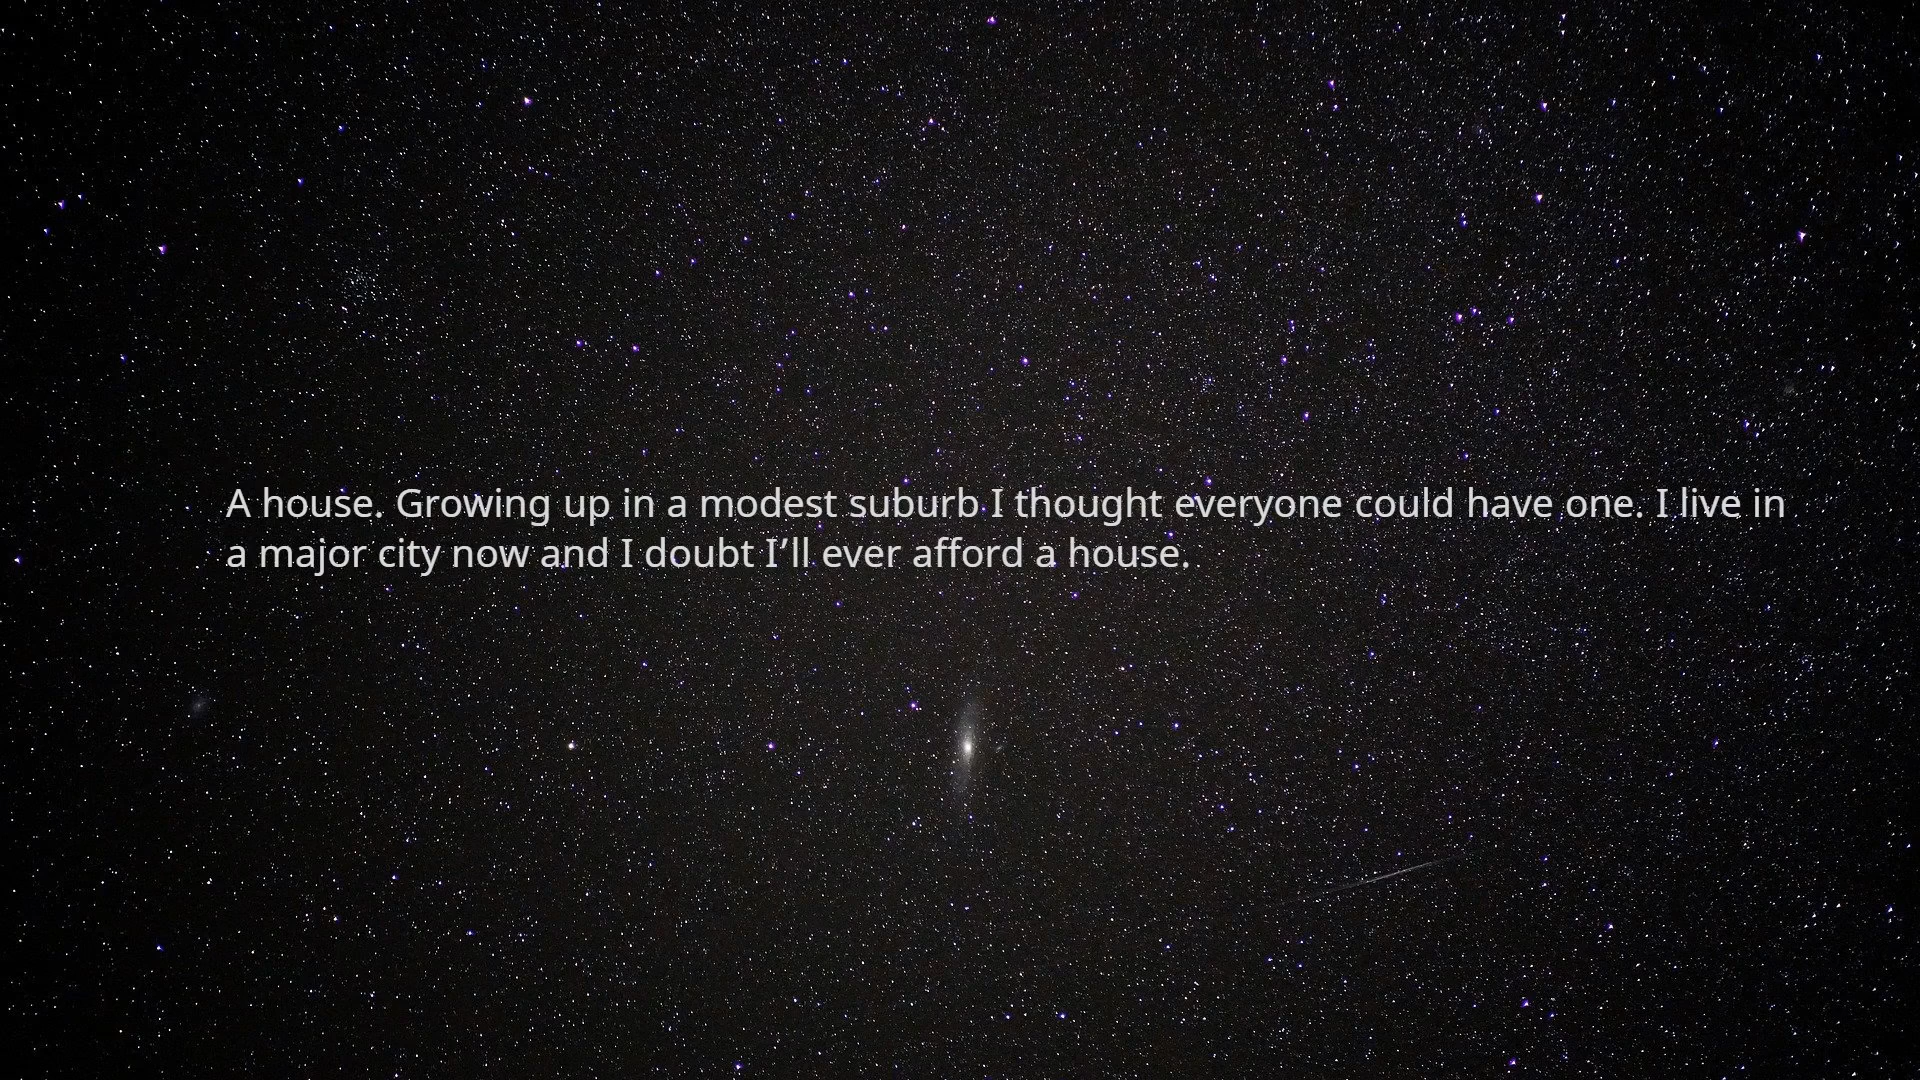 A house. Growing up in a modest suburb I thought everyone could have one. I live in
a major city now and I doubt I’ll ever afford a house.